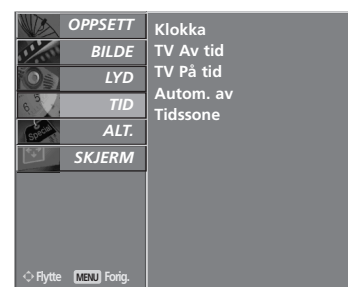 OPPSETT
BILDE
LYD
TID
ALT.
SKJERM
Klokka
TV Av tid
TV På tid
Autom. av
Tidssone
Flytte MENU Forig.